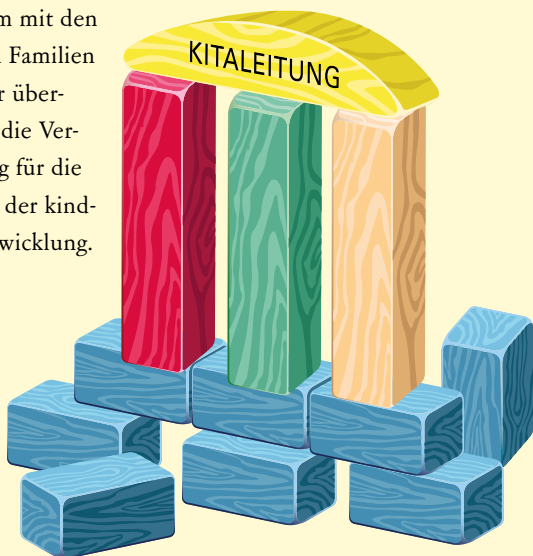 m mit den
Familien
r über-
die Ver-
g für die
der kind-
wicklung.
KITALEITUNG